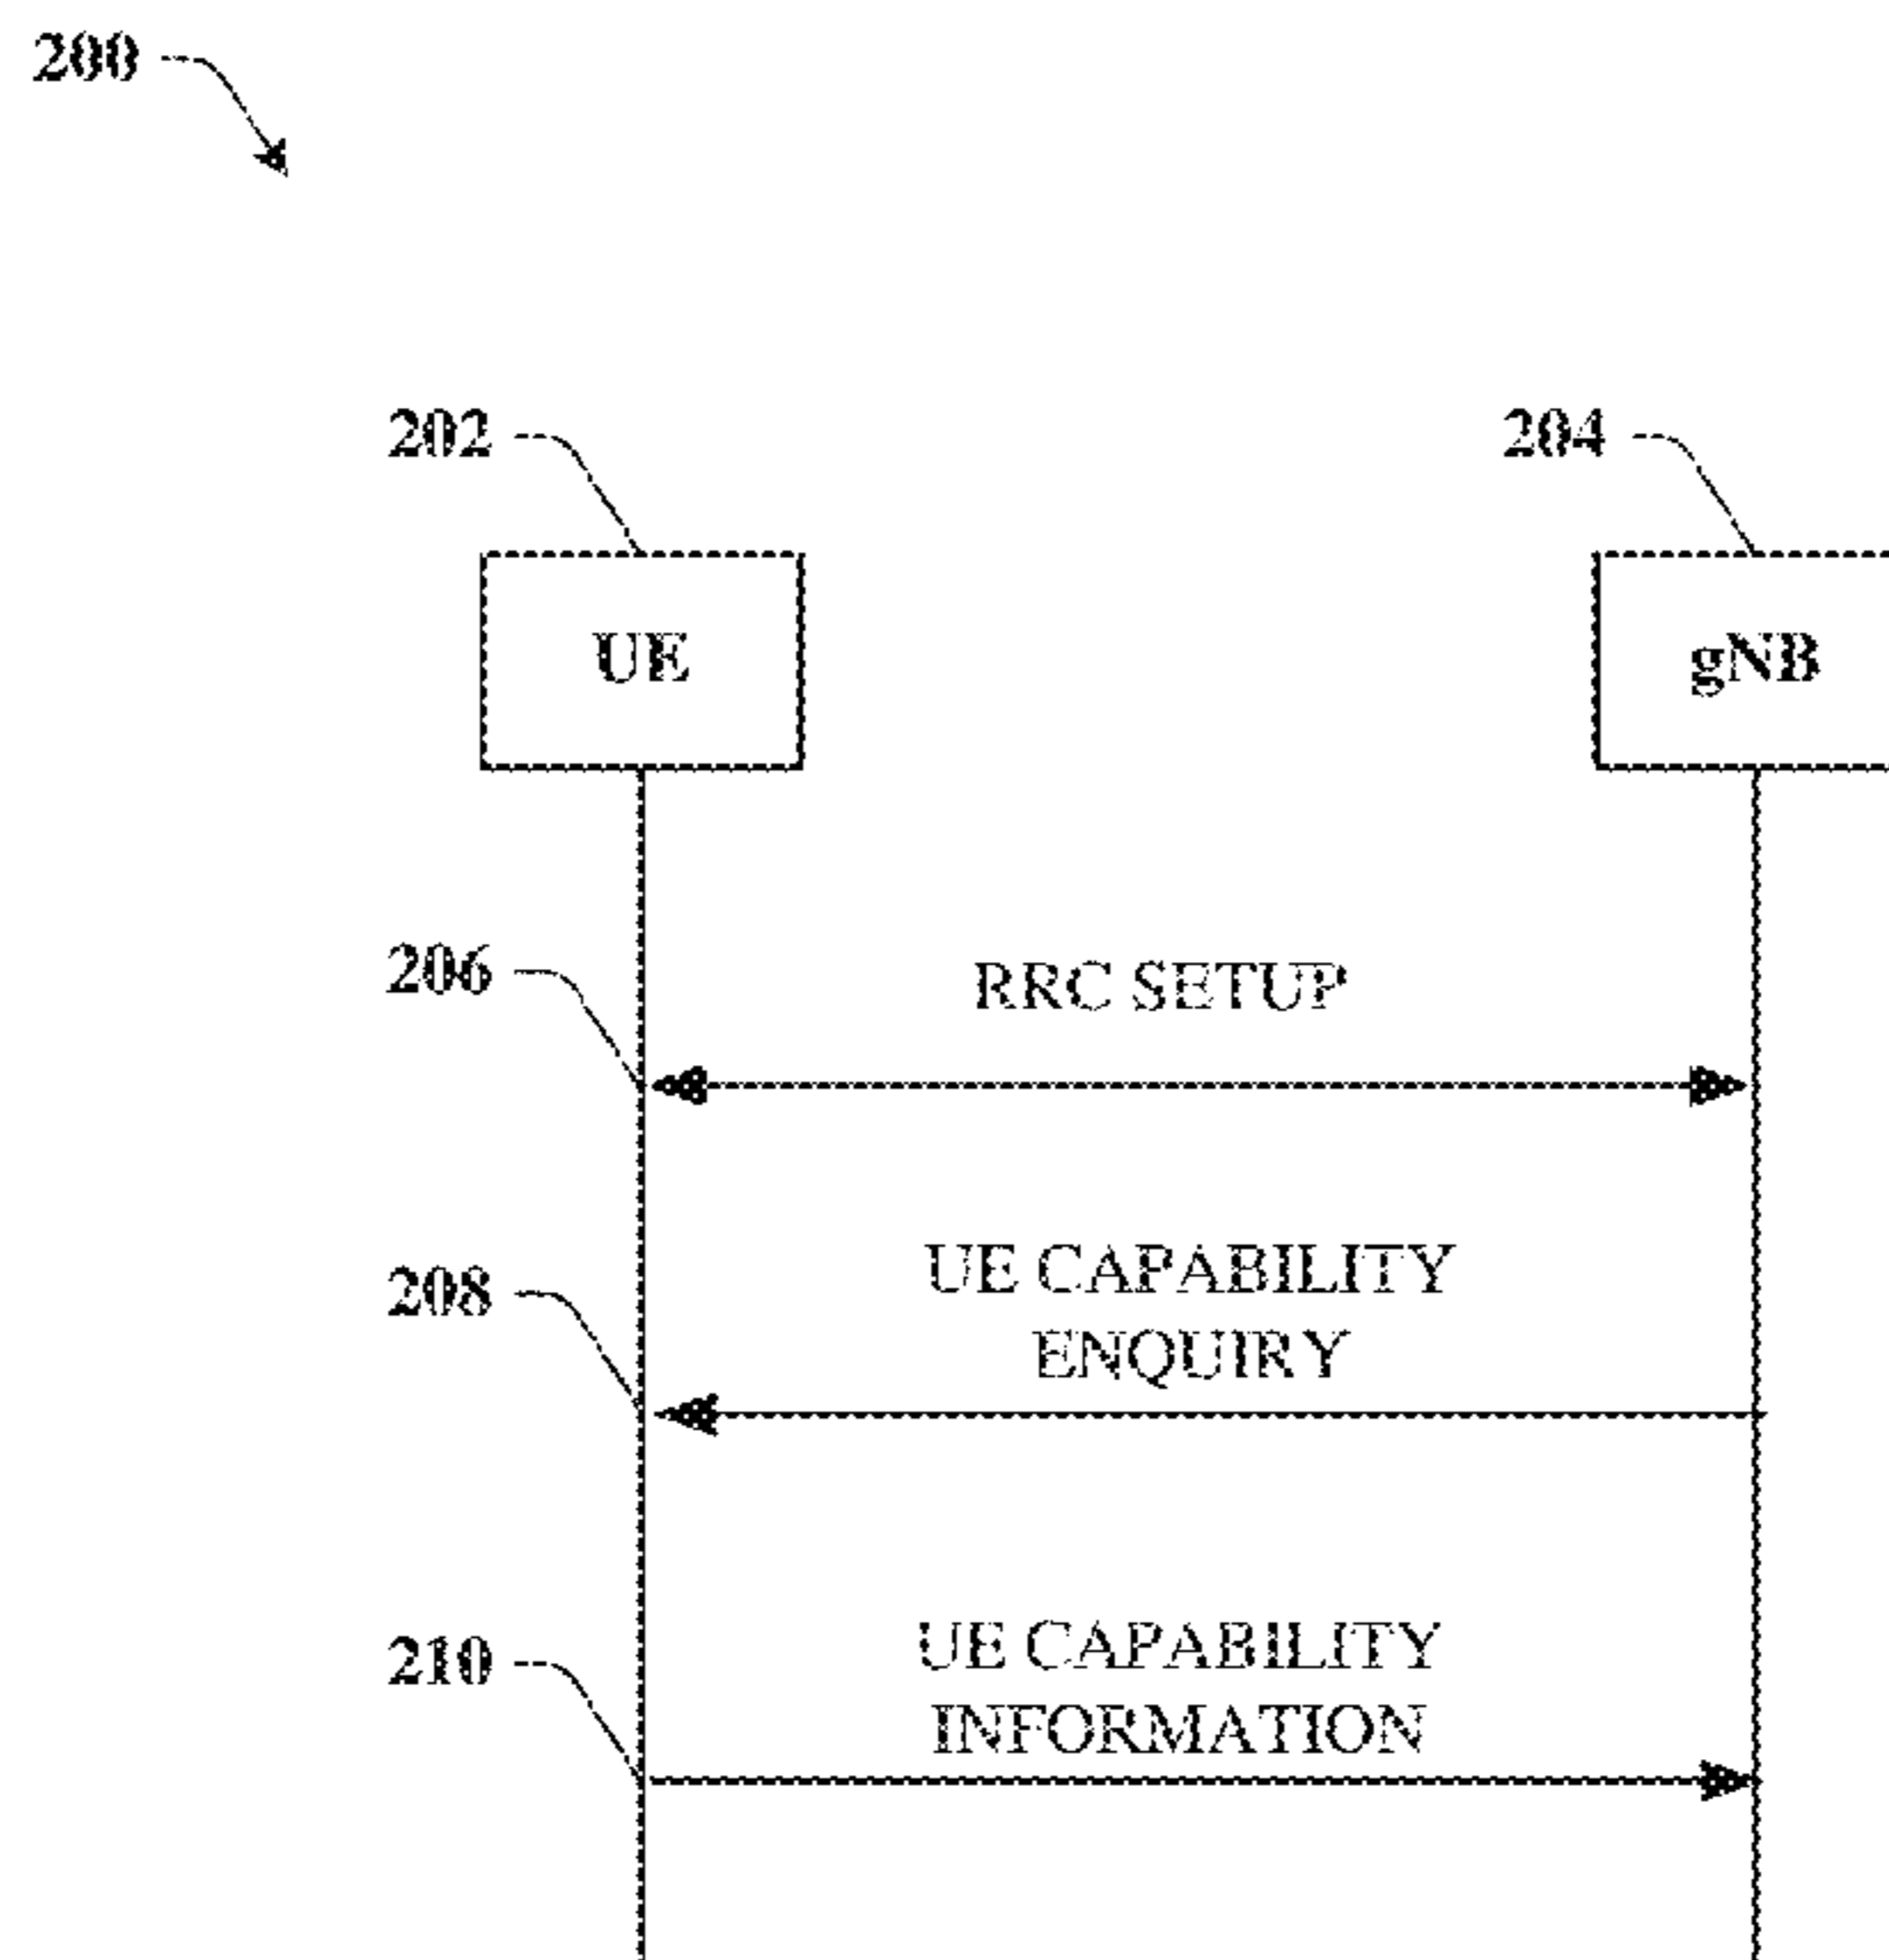 200
202
204
UE
gNB
206
RRC SETUP
208
UE CAPABILITY
ENQUIRY
210
UE CAPABILITY
INFORMATION